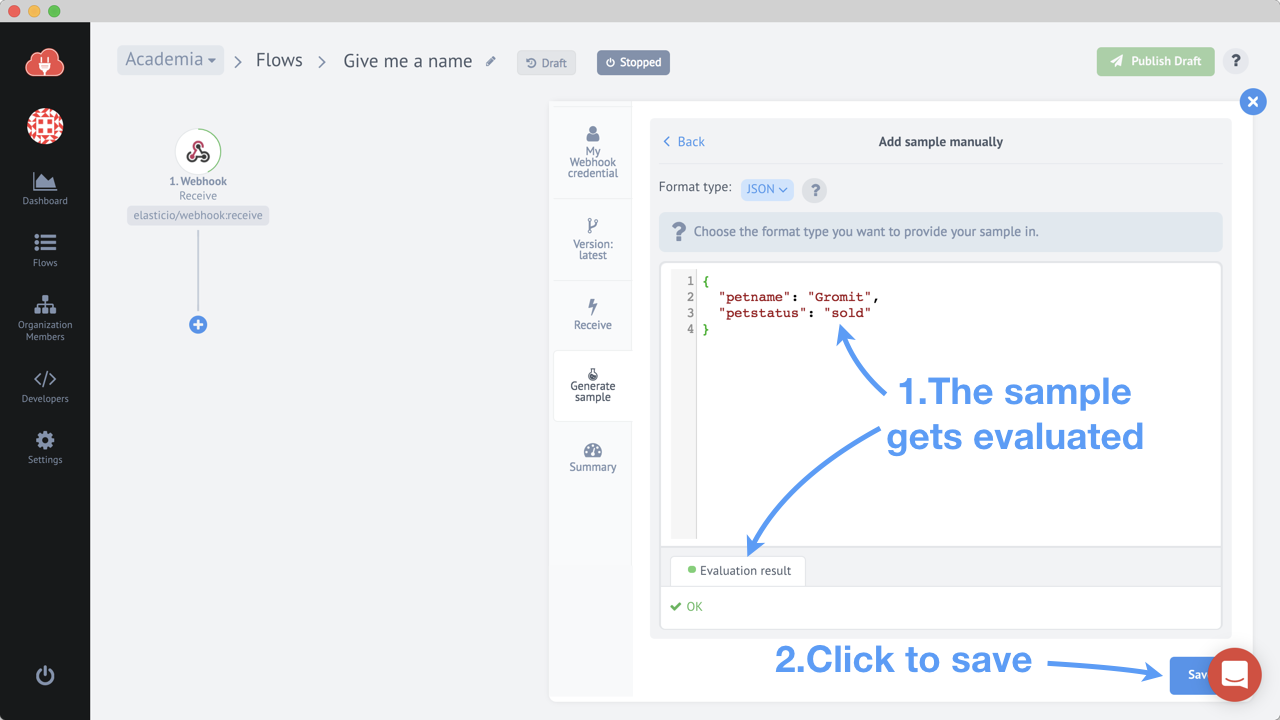 Academia
Flows
Give me a name
Draft
Stopped
Publish Draft
?
Dashboard
Flows
Organization
Members
Developers
Settings
1. Webhook
Receive
elasticio/webhook:receive
My
Webhook
credential
Version:
latest
Receive
Generate
sample
Summary
Back
Add sample manually
Format type:
JSON
?
? Choose the format type you want to provide your sample in.
1 {
2 "petname": "Gromit",
3 "petstatus": "sold"
4 }
1.The sample
gets evaluated
Evaluation result
OK
2.Click to save